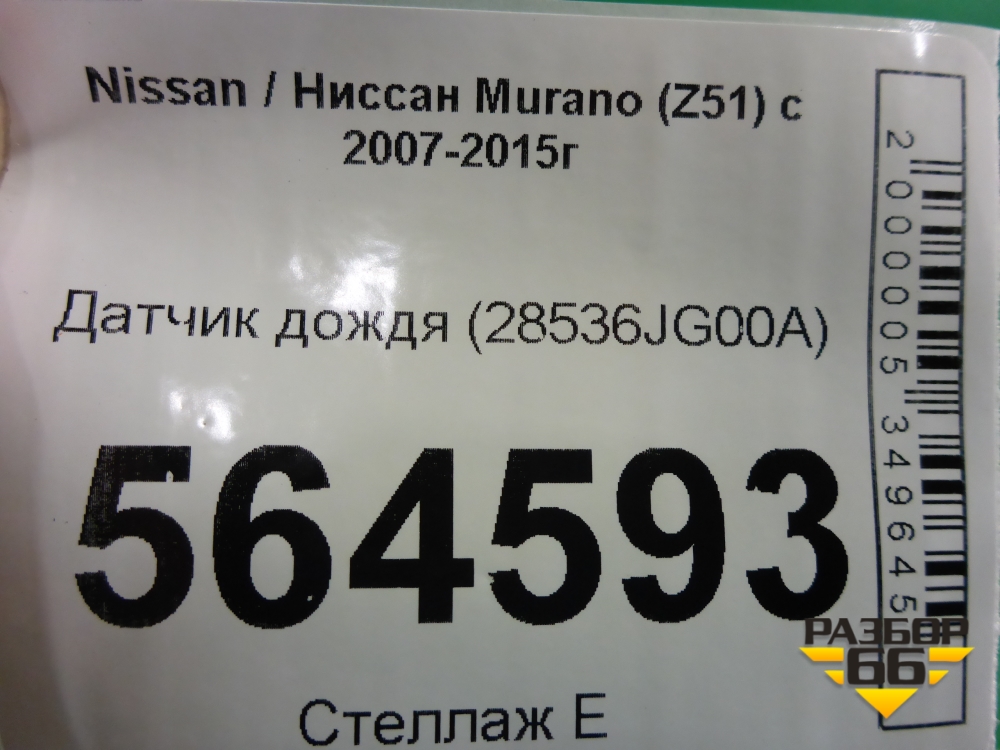 Nissan / Ниссан Murano (Z51) с
2007-2015г
Датчик дождя (28536JG00A)
564593
Стеллаж Е
2000005349645
РАЗБОР
66